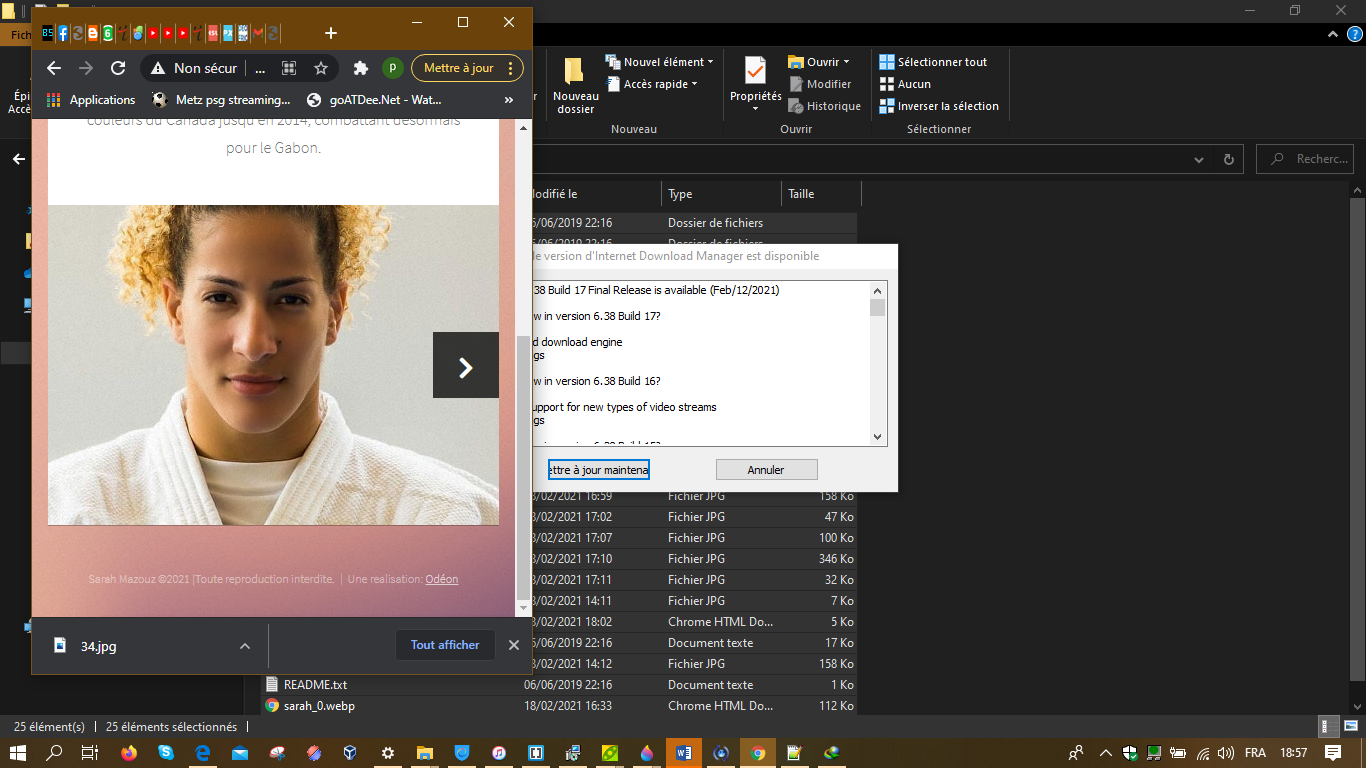 Fich
Non sécur
...
p
Mettre à jour
Applications
Metz psg streaming...
goATDee.Net - Wat...
»
couleurs du Canada jusqu'en 2014, combattant désormais
pour le Gabon.
Sarah Mazouz ©2021 |Toute reproduction interdite. | Une realisation: Odéon
34.jpg
Tout afficher
Épi
Accè
Nouveau
dossier
Nouvel élément
Accès rapide
Nouveau
Propriétés
Ouvrir
Modifier
Historique
Ouvrir
Sélectionner tout
Aucun
Inverser la sélection
Sélectionner
Recherc...
odifié le
Type
Taille
6/06/2019 22:16 Dossier de fichiers
6/06/2019 22:16 Dossier de fichiers
le version d'Internet Download Manager est disponible
38 Build 17 Final Release is available (Feb/12/2021)
w in version 6.38 Build 17?
d download engine
gs
w in version 6.38 Build 16?
upport for new types of video streams
gs
w in version 6.38 Build 15?
ettre à jour maintena
Annuler
8/02/2021 16:59 Fichier JPG 158 Ko
8/02/2021 17:02 Fichier JPG 47 Ko
8/02/2021 17:07 Fichier JPG 100 Ko
8/02/2021 17:10 Fichier JPG 346 Ko
8/02/2021 17:11 Fichier JPG 32 Ko
8/02/2021 14:11 Fichier JPG 7 Ko
8/02/2021 18:02 Chrome HTML Do... 5 Ko
6/06/2019 22:16 Document texte 17 Ko
8/02/2021 14:12 Fichier JPG 158 Ko
README.txt 06/06/2019 22:16 Document texte 1 Ko
sarah_0.webp 18/02/2021 16:33 Chrome HTML Do... 112 Ko
25 élément(s)
25 éléments sélectionnés
FRA
18:57